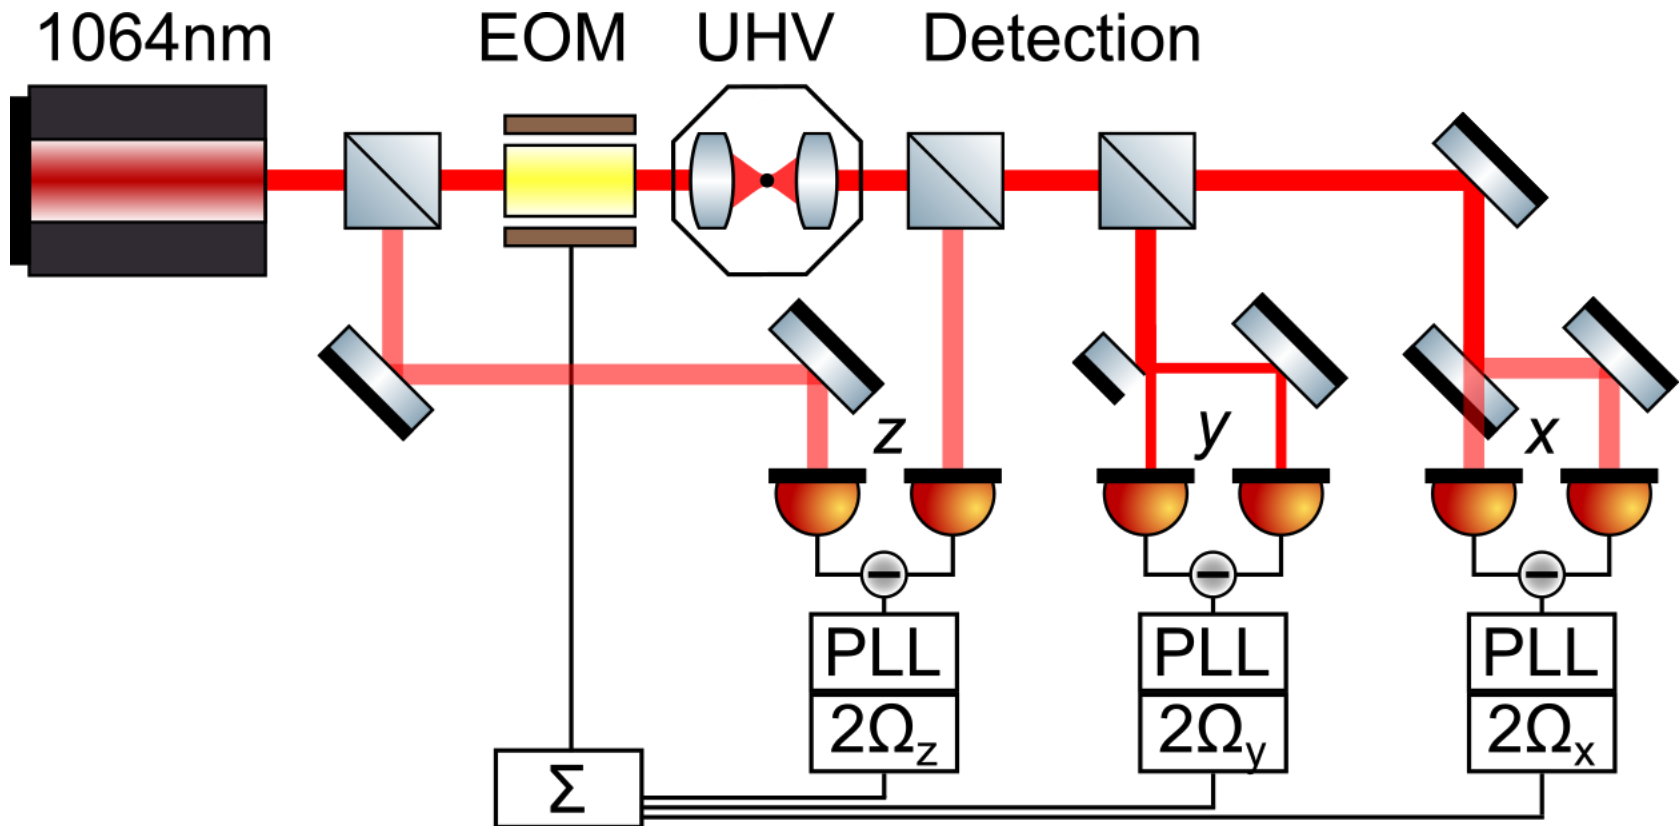 1064nm
EOM
UHV
Detection
z
y
x
PLL
2Ωz
PLL
2Ωy
PLL
2Ωx
Σ